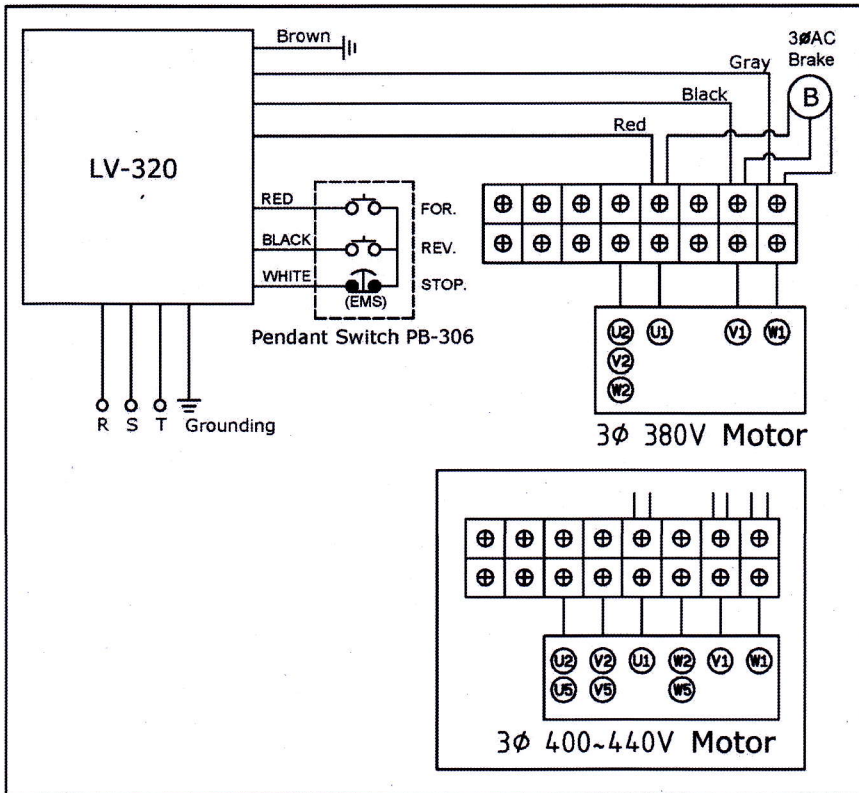 Brown
3ØAC
Brake
Gray
B
Black
Red
LV-320
RED
FOR.
BLACK
REV.
WHITE
STOP.
(EMS)
Pendant Switch PB-306
R S T Grounding
U2 U1 V1 W1
V2
W2
3Ø 380V Motor
U2 V2 U1 W2 V1 W1
U5 V5 W5
3Ø 400~440V Motor